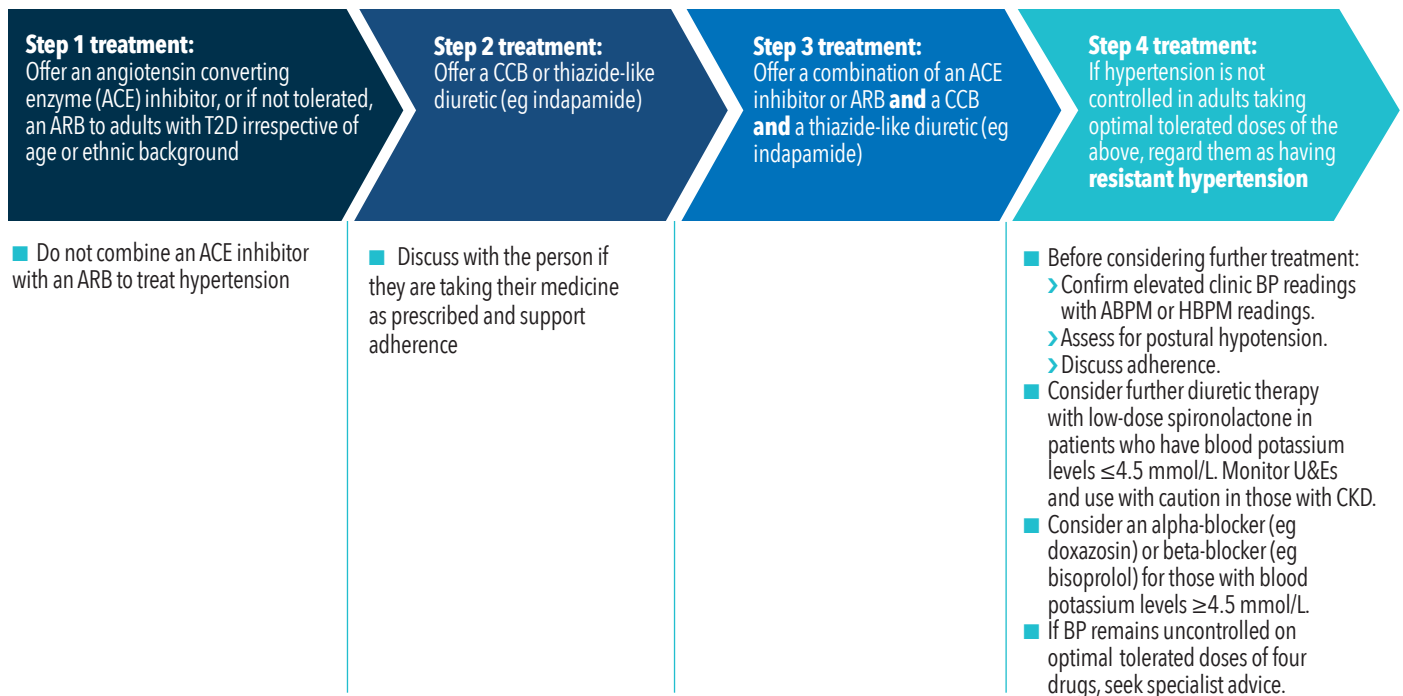 Step 1 treatment:
Offer an angiotensin converting
enzyme (ACE) inhibitor, or if not tolerated,
an ARB to adults with T2D irrespective of
age or ethnic background
Step 2 treatment:
Offer a CCB or thiazide-like
diuretic (eg indapamide)
Step 3 treatment:
Offer a combination of an ACE
inhibitor or ARB and a CCB
and a thiazide-like diuretic (eg
indapamide)
Step 4 treatment:
If hypertension is not
controlled in adults taking
optimal tolerated doses of the
above, regard them as having
resistant hypertension
■ Do not combine an ACE inhibitor
with an ARB to treat hypertension
■ Discuss with the person if
they are taking their medicine
as prescribed and support
adherence
■ Before considering further treatment:
› Confirm elevated clinic BP readings
with ABPM or HBPM readings.
› Assess for postural hypotension.
› Discuss adherence.
■ Consider further diuretic therapy
with low-dose spironolactone in
patients who have blood potassium
levels ≤4.5 mmol/L. Monitor U&Es
and use with caution in those with CKD.
■ Consider an alpha-blocker (eg
doxazosin) or beta-blocker (eg
bisoprolol) for those with blood
potassium levels ≥4.5 mmol/L.
■ If BP remains uncontrolled on
optimal tolerated doses of four
drugs, seek specialist advice.